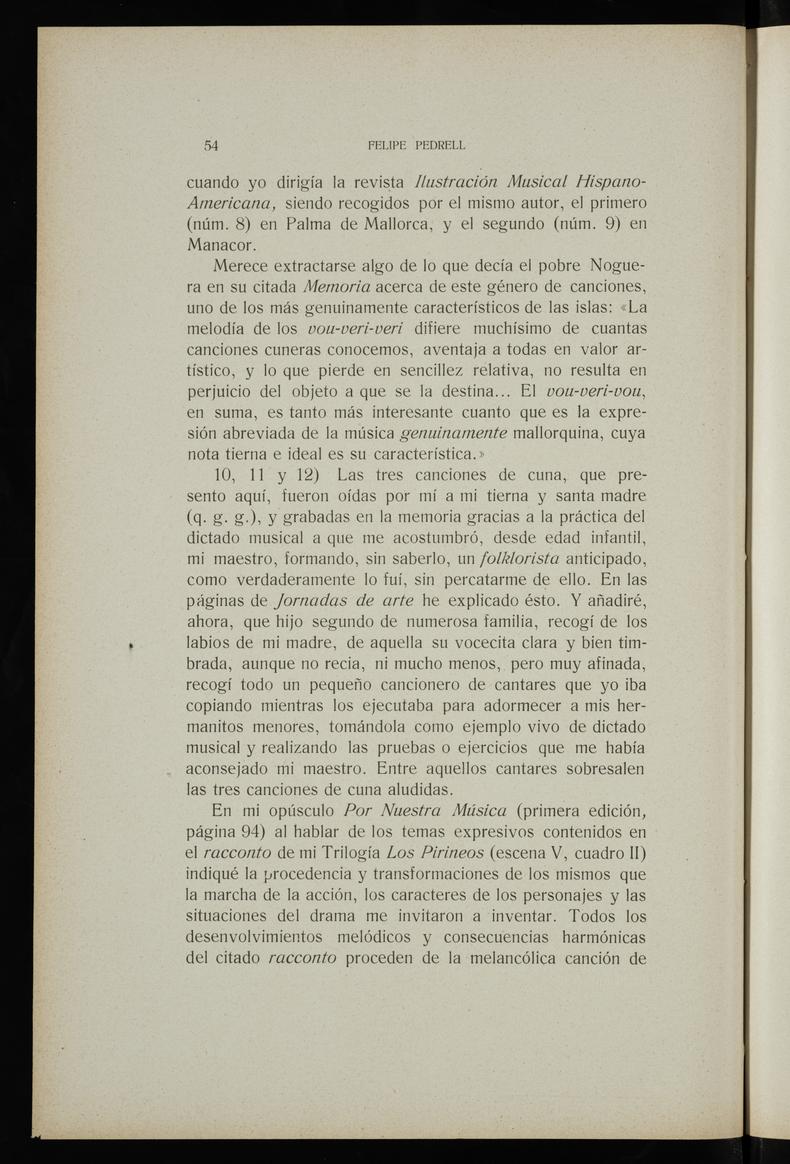 54 FELIPE PEDRELL
cuando yo dirigía la revista Ilustración Musical Hispano-
Americana, siendo recogidos por el mismo autor, el primero
(núm. 8) en Palma de Mallorca, y el segundo (núm. 9) en
Manacor.
Merece extractarse algo de lo que decía el pobre Nogue-
ra en su citada Memoria acerca de este género de canciones,
uno de los más genuinamente característicos de las islas: «La
melodía de los vou-veri-veri difiere muchísimo de cuantas
canciones cuneras conocemos, aventaja a todas en valor ar-
tístico, y lo que pierde en sencillez relativa, no resulta en
perjuicio del objeto a que se la destina... El vou-veri-vou,
en suma, es tanto más interesante cuanto que es la expre-
sión abreviada de la música genuinamente mallorquina, cuya
nota tierna e ideal es su característica.»
10, 11 y 12) Las tres canciones de cuna, que pre-
sento aquí, fueron oídas por mí a mi tierna y santa madre
(q. g. g.), y grabadas en la memoria gracias a la práctica del
dictado musical a que me acostumbró, desde edad infantil,
mi maestro, formando, sin saberlo, un folklorista anticipado,
como verdaderamente lo fuí, sin percatarme de ello. En las
páginas de Jornadas de arte he explicado ésto. Y añadiré,
ahora, que hijo segundo de numerosa familia, recogí de los
labios de mi madre, de aquella su vocecita clara y bien tim-
brada, aunque no recia, ni mucho menos, pero muy afinada,
recogí todo un pequeño cancionero de cantares que yo iba
copiando mientras los ejecutaba para adormecer a mis her-
manitos menores, tomándola como ejemplo vivo de dictado
musical y realizando las pruebas o ejercicios que me había
aconsejado mi maestro. Entre aquellos cantares sobresalen
las tres canciones de cuna aludidas.
En mi opúsculo Por Nuestra Música (primera edición,
página 94) al hablar de los temas expresivos contenidos en
el racconto de mi Trilogía Los Pirineos (escena V, cuadro II)
indiqué la procedencia y transformaciones de los mismos que
la marcha de la acción, los caracteres de los personajes y las
situaciones del drama me invitaron a inventar. Todos los
desenvolvimientos melódicos y consecuencias harmónicas
del citado racconto proceden de la melancólica canción de